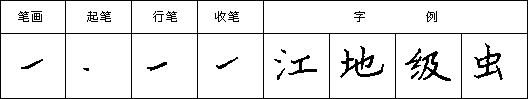 笔画 起笔 行笔 收笔 字例
㇀ 江 地 级 虫